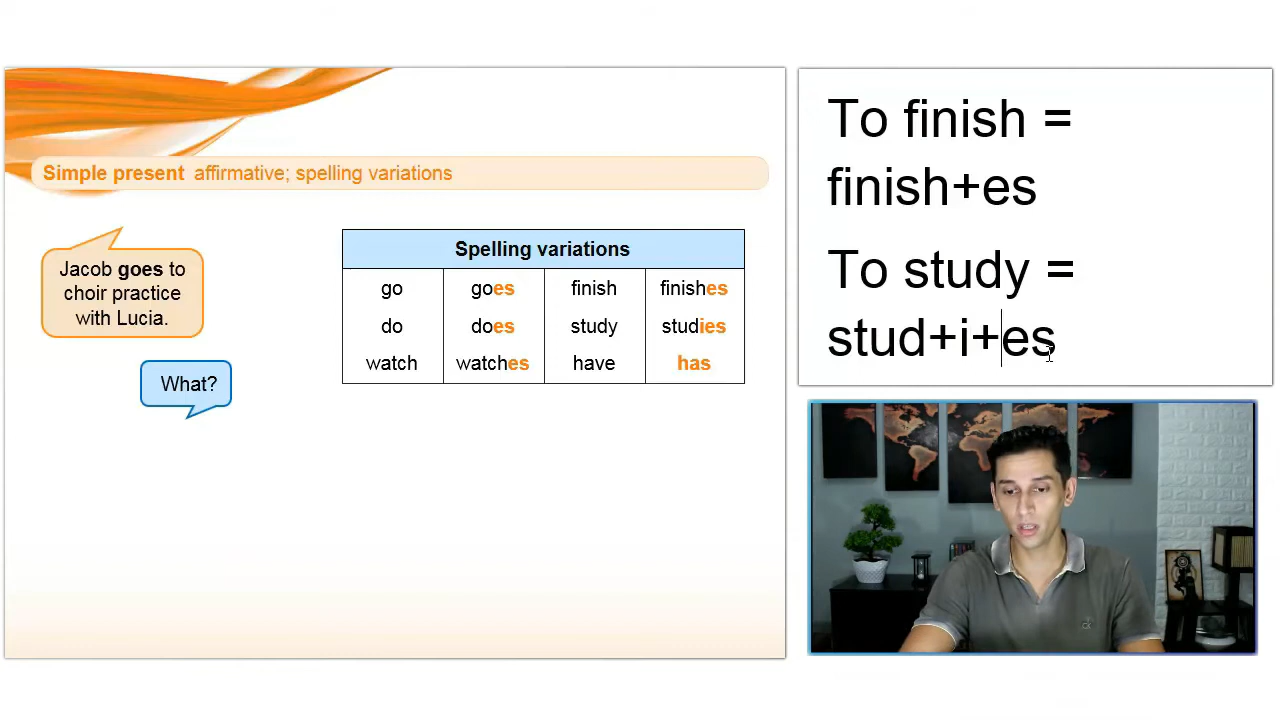 Simple present affirmative; spelling variations
Jacob goes to
choir practice
with Lucia.
What?
Spelling variations
go goes finish finishes
do does study studies
watch watches have has
To finish =
finish+es
To study =
stud+i+es